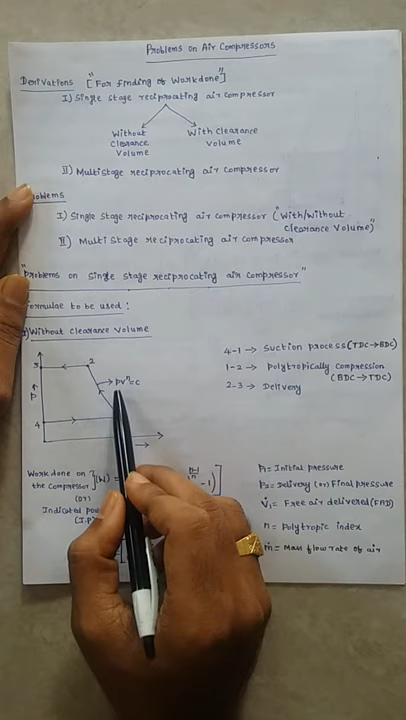 Problems on Air Compressors
Derivations ["For finding of Workdone"]
I) Single stage reciprocating air compressor
Without Clearance Volume
With Clearance Volume
II) Multistage reciprocating air compressor
Problems
I) Single stage reciprocating air compressor ("With/Without Clearance Volume")
II) Multi stage reciprocating air compressor
"Problems on Single stage reciprocating air compressor"
Formulae to be used:
Without Clearance Volume
3
2
PVⁿ=C
P
4
4-1 → Suction process (TDC→BDC)
1-2 → Polytropically compression (BDC→TDC)
2-3 → Delivery
Work done on the compressor (W) =
(or)
Indicated
(I.P)
n-1
n
-1)]
P₁ = Initial pressure
P₂ = Delivery (or) Final pressure
V̇₁ = Free air delivered (FAD)
n = Polytropic index
ṁ = Mass flow rate of air